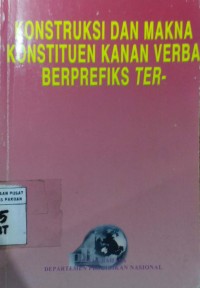 KONSTRUKSI DAN MAKNA
KONSTITUEN KANAN VERBA
BERPREFIKS TER-
DEPARTEMEN PENDIDIKAN NASIONAL